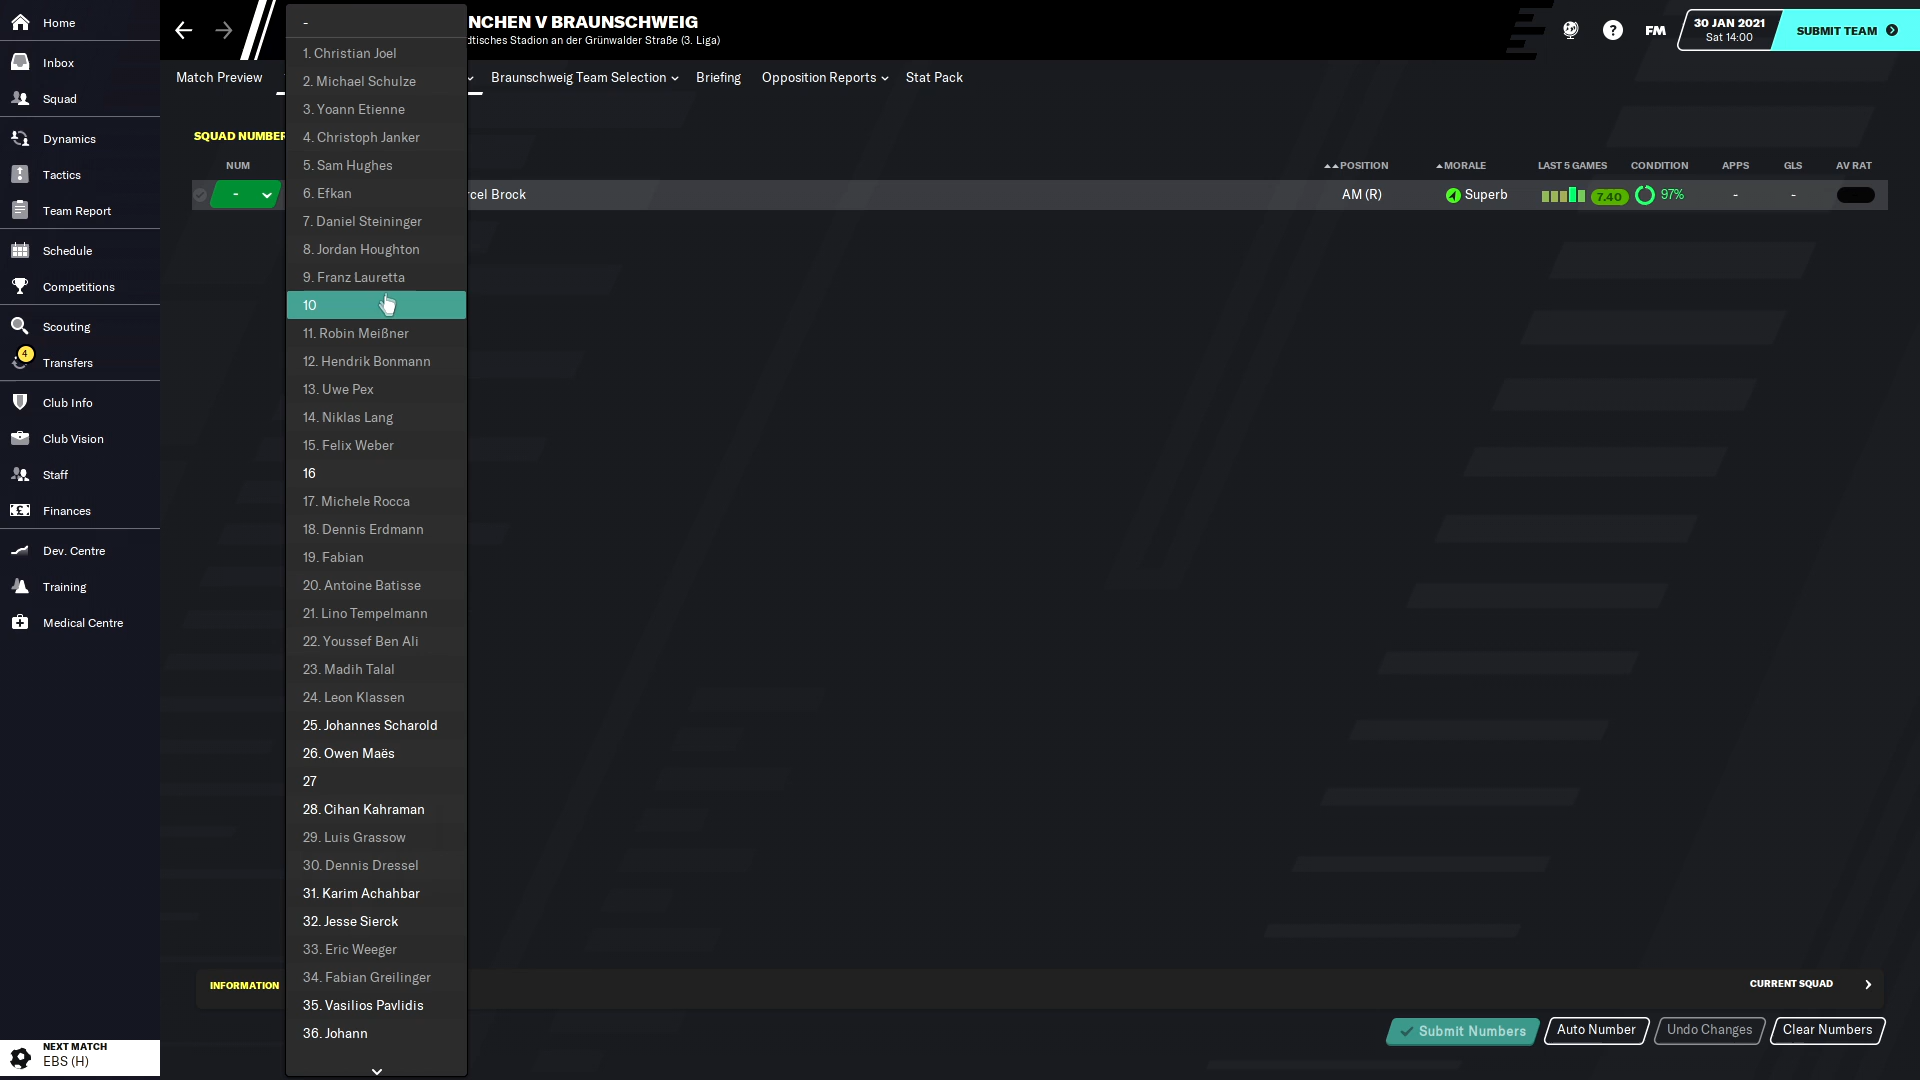 Home
Inbox
Squad
Dynamics
Tactics
Team Report
Schedule
Competitions
Scouting
4
Transfers
Club Info
Club Vision
Staff
Finances
Dev. Centre
Training
Medical Centre
NEXT MATCH
EBS (H)
NCHEN V BRAUNSCHWEIG
dtisches Stadion an der Grünwalder Straße (3. Liga)
?
FM
30 JAN 2021
Sat 14:00
SUBMIT TEAM
Match Preview
Braunschweig Team Selection
Briefing
Opposition Reports
Stat Pack
SQUAD NUMBER
NUM
POSITION
MORALE
LAST 5 GAMES
CONDITION
APPS
GLS
AV RAT
-
rcel Brock
AM (R)
Superb
7.40
97%
-
-
-
1. Christian Joel
2. Michael Schulze
3. Yoann Etienne
4. Christoph Janker
5. Sam Hughes
6. Efkan
7. Daniel Steininger
8. Jordan Houghton
9. Franz Lauretta
10
11. Robin Meißner
12. Hendrik Bonmann
13. Uwe Pex
14. Niklas Lang
15. Felix Weber
16
17. Michele Rocca
18. Dennis Erdmann
19. Fabian
20. Antoine Batisse
21. Lino Tempelmann
22. Youssef Ben Ali
23. Madih Talal
24. Leon Klassen
25. Johannes Scharold
26. Owen Maës
27
28. Cihan Kahraman
29. Luis Grassow
30. Dennis Dressel
31. Karim Achahbar
32. Jesse Sierck
33. Eric Weeger
34. Fabian Greilinger
35. Vasilios Pavlidis
36. Johann
INFORMATION
CURRENT SQUAD
Submit Numbers
Auto Number
Undo Changes
Clear Numbers